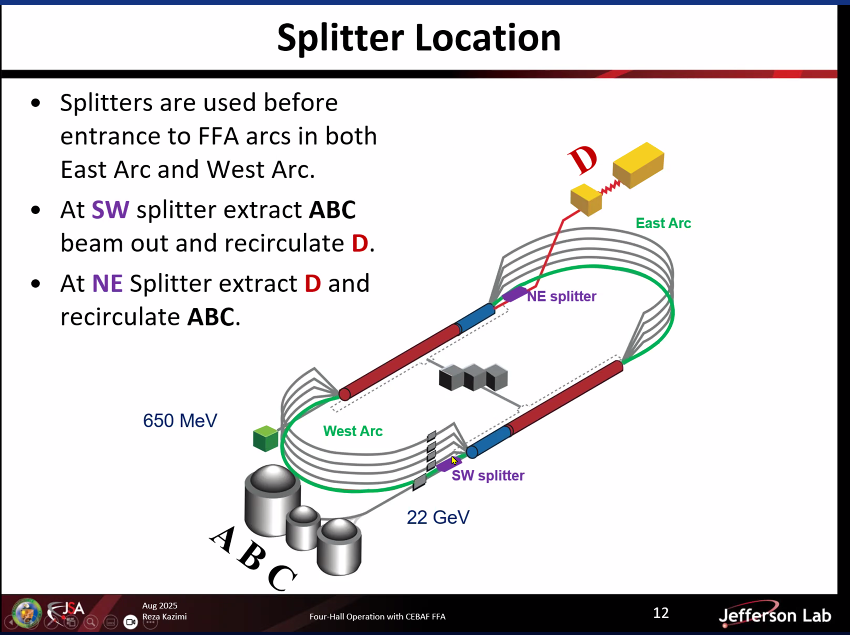 Splitter Location
• Splitters are used before
entrance to FFA arcs in both
East Arc and West Arc.
• At SW splitter extract ABC
beam out and recirculate D.
• At NE Splitter extract D and
recirculate ABC.
D
East Arc
NE splitter
650 MeV
West Arc
SW splitter
22 GeV
A B C
JSA
Aug 2025
Reza Kazimi
Four-Hall Operation with CEBAF FFA
12
Jefferson Lab